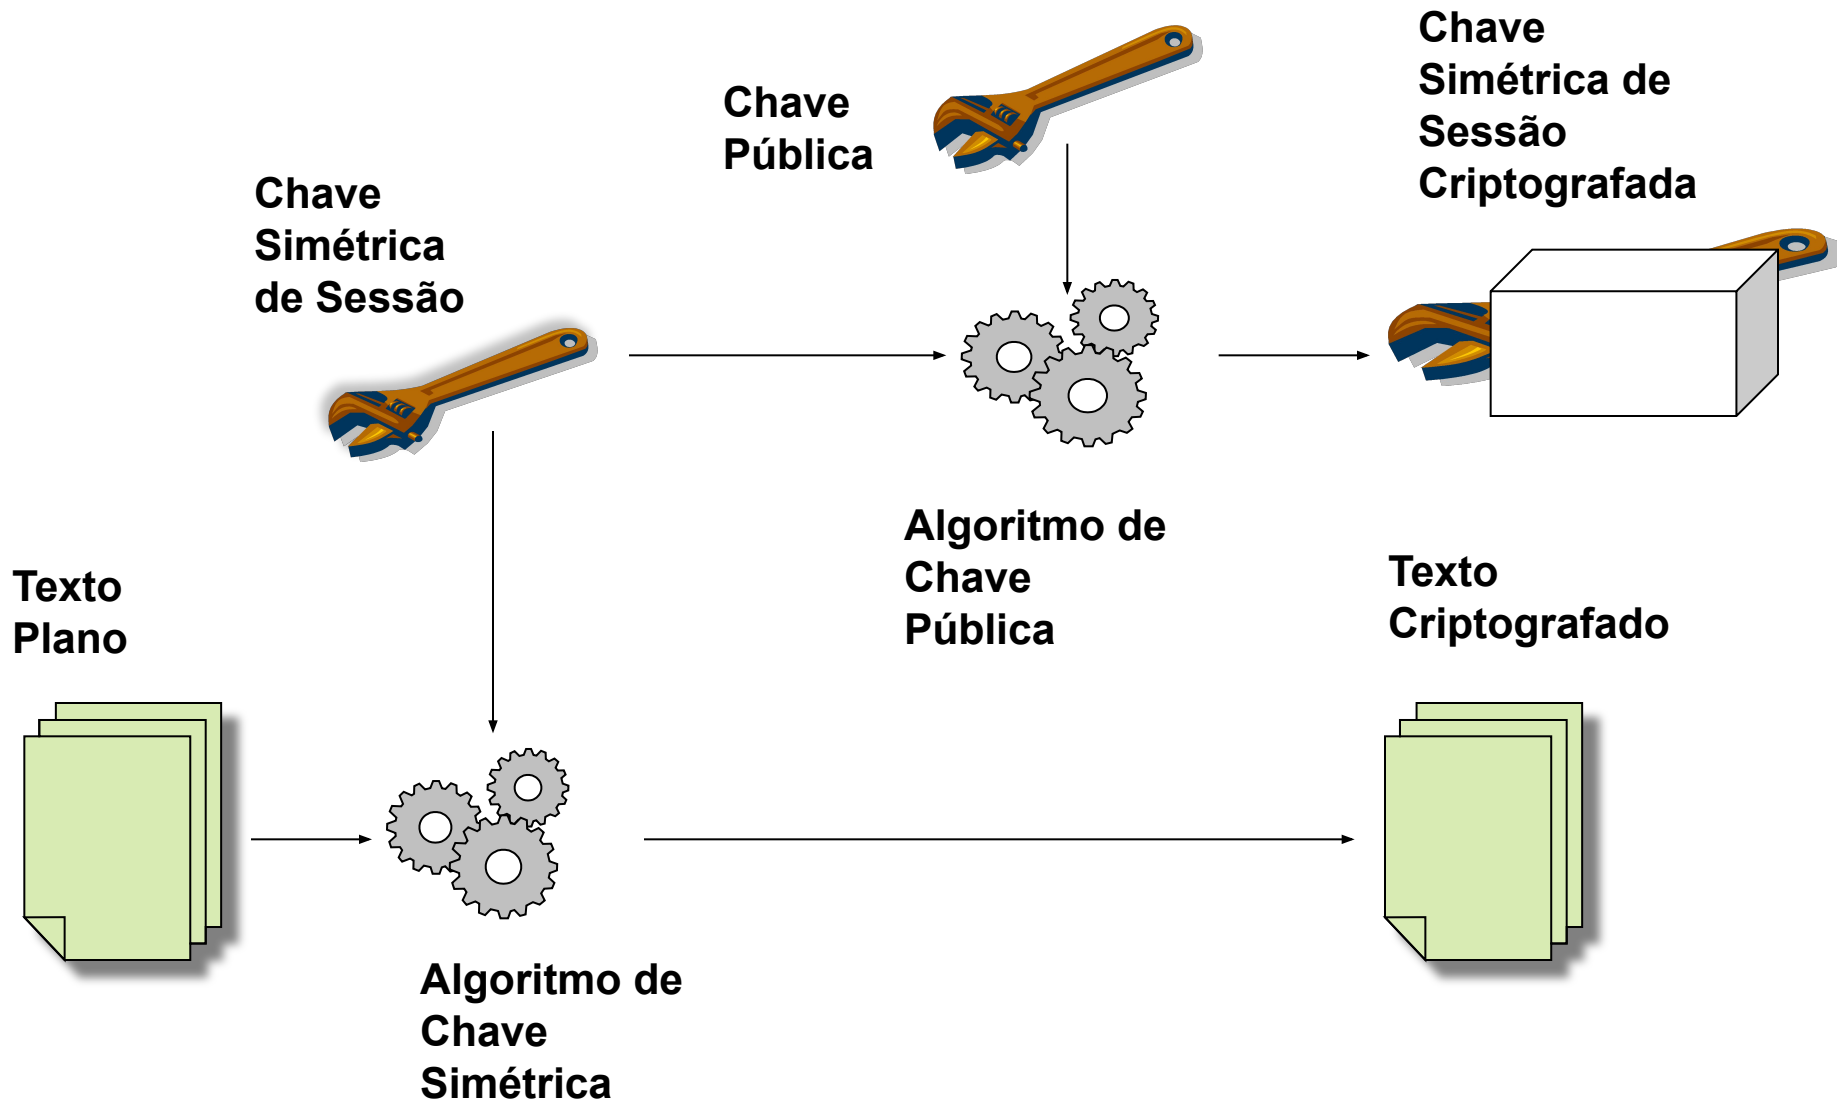 Chave
Simétrica de
Sessão
Criptografada
Chave
Pública
Chave
Simétrica
de Sessão
Algoritmo de
Chave
Pública
Texto
Plano
Texto
Criptografado
Algoritmo de
Chave
Simétrica